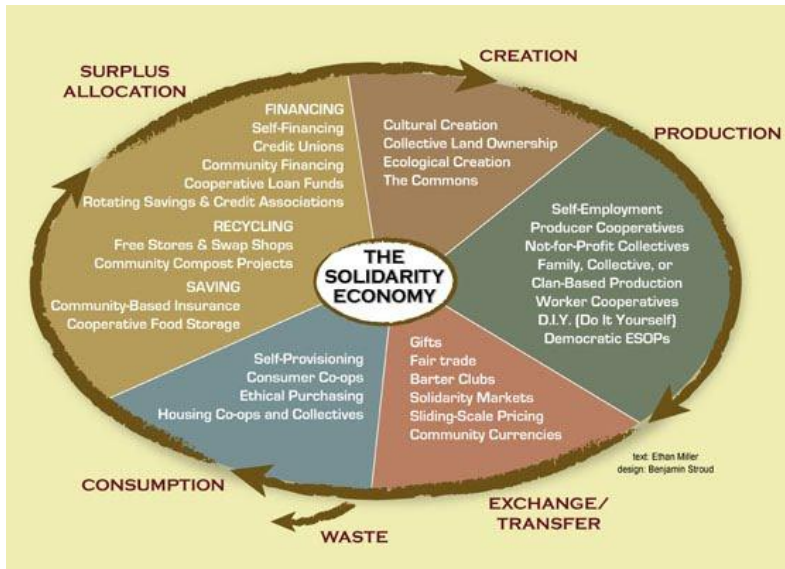 SURPLUS
ALLOCATION
FINANCING
Self-Financing
Credit Unions
Community Financing
Cooperative Loan Funds
Rotating Savings & Credit Associations
RECYCLING
Free Stores & Swap Shops
Community Compost Projects
SAVING
Community-Based Insurance
Cooperative Food Storage
CREATION
Cultural Creation
Collective Land Ownership
Ecological Creation
The Commons
PRODUCTION
Self-Employment
Producer Cooperatives
Not-for-Profit Collectives
Family, Collective, or
Clan-Based Production
Worker Cooperatives
D.I.Y. (Do It Yourself)
Democratic ESOPs
THE
SOLIDARITY
ECONOMY
Gifts
Fair trade
Barter Clubs
Solidarity Markets
Sliding-Scale Pricing
Community Currencies
EXCHANGE/
TRANSFER
Self-Provisioning
Consumer Co-ops
Ethical Purchasing
Housing Co-ops and Collectives
CONSUMPTION
WASTE
text: Ethan Miller
design: Benjamin Stroud